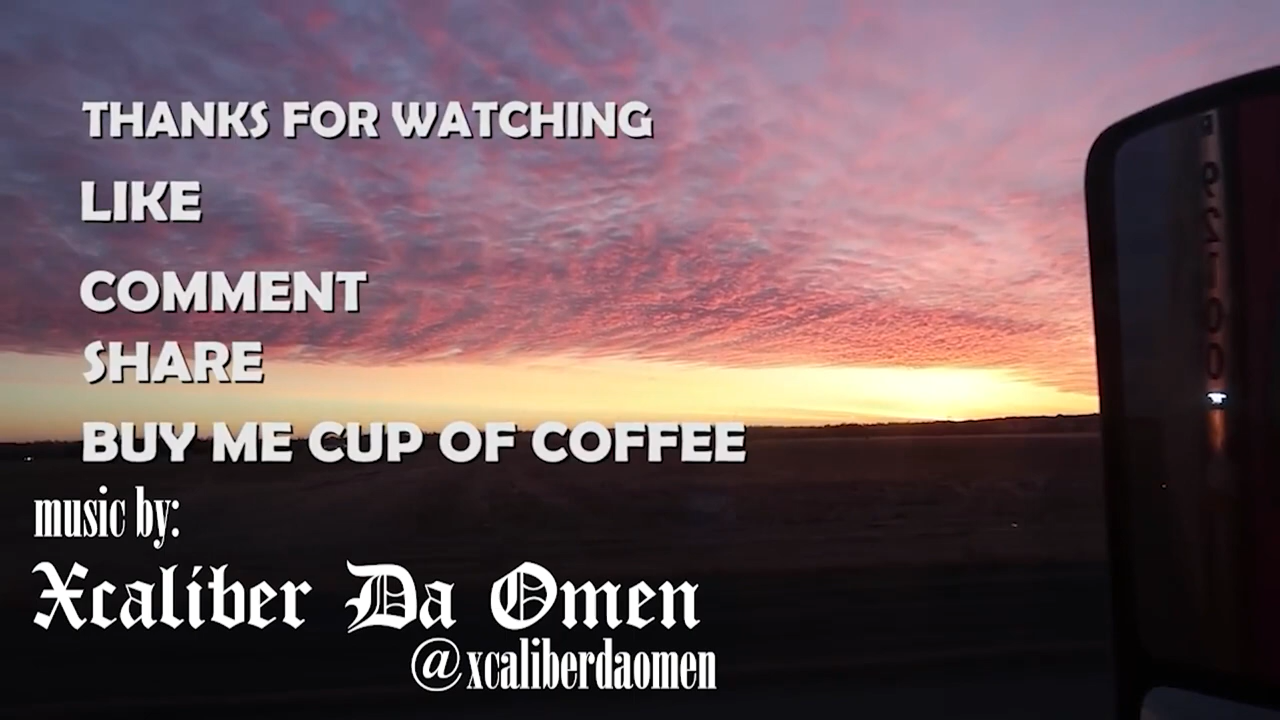 THANKS FOR WATCHING
LIKE
COMMENT
SHARE
BUY ME CUP OF COFFEE
music by:
Xcaliber Da Omen
@xcaliberdaomen